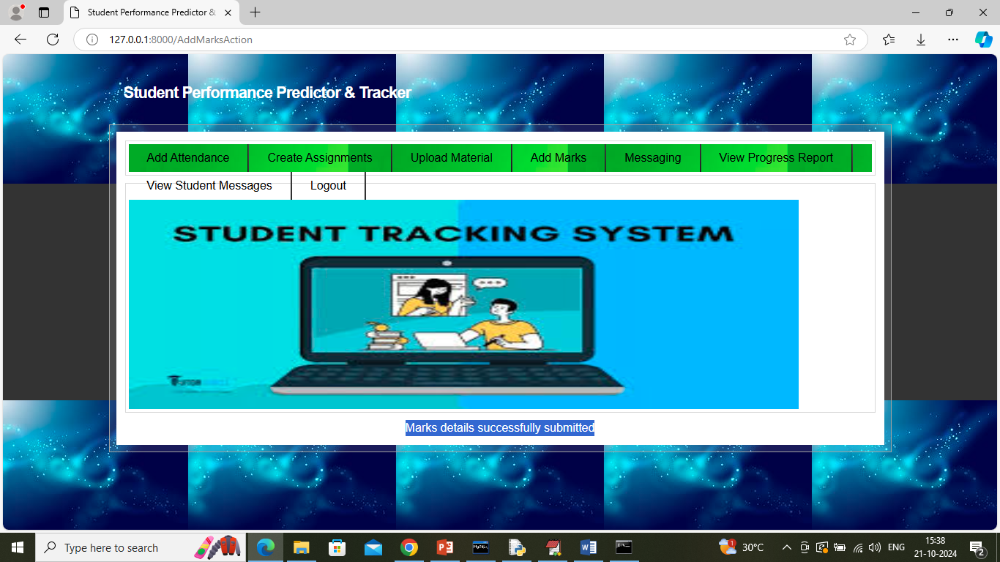 Student Performance Predictor &
127.0.0.1:8000/AddMarksAction
Student Performance Predictor & Tracker
Add Attendance Create Assignments Upload Material Add Marks Messaging View Progress Report
View Student Messages Logout
STUDENT TRACKING SYSTEM
Marks details successfully submitted
Type here to search
1
30°C
ENG
15:38
21-10-2024
2